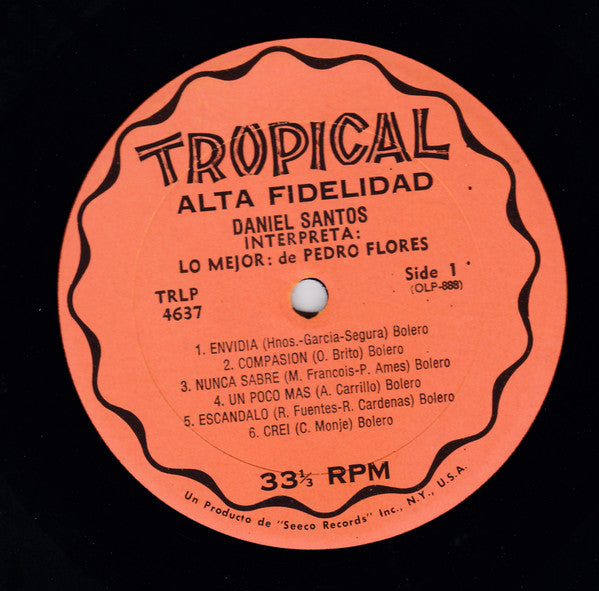 TROPICAL
ALTA FIDELIDAD
DANIEL SANTOS
INTERPRETA:
LO MEJOR: de PEDRO FLORES
TRLP
4637
Side 1
(OLP-888)
1. ENVIDIA (Hnos.-Garcia-Segura) Bolero
2. COMPASION (O. Brito) Bolero
3. NUNCA SABRE (M. Francois-P. Ames) Bolero
4. UN POCO MAS (A. Carrillo) Bolero
5. ESCANDALO (R. Fuentes-R. Cardenas) Bolero
6. CREI (C. Monje) Bolero
33⅓ RPM
Un Producto de "Seeco Records" Inc., N.Y., U.S.A.